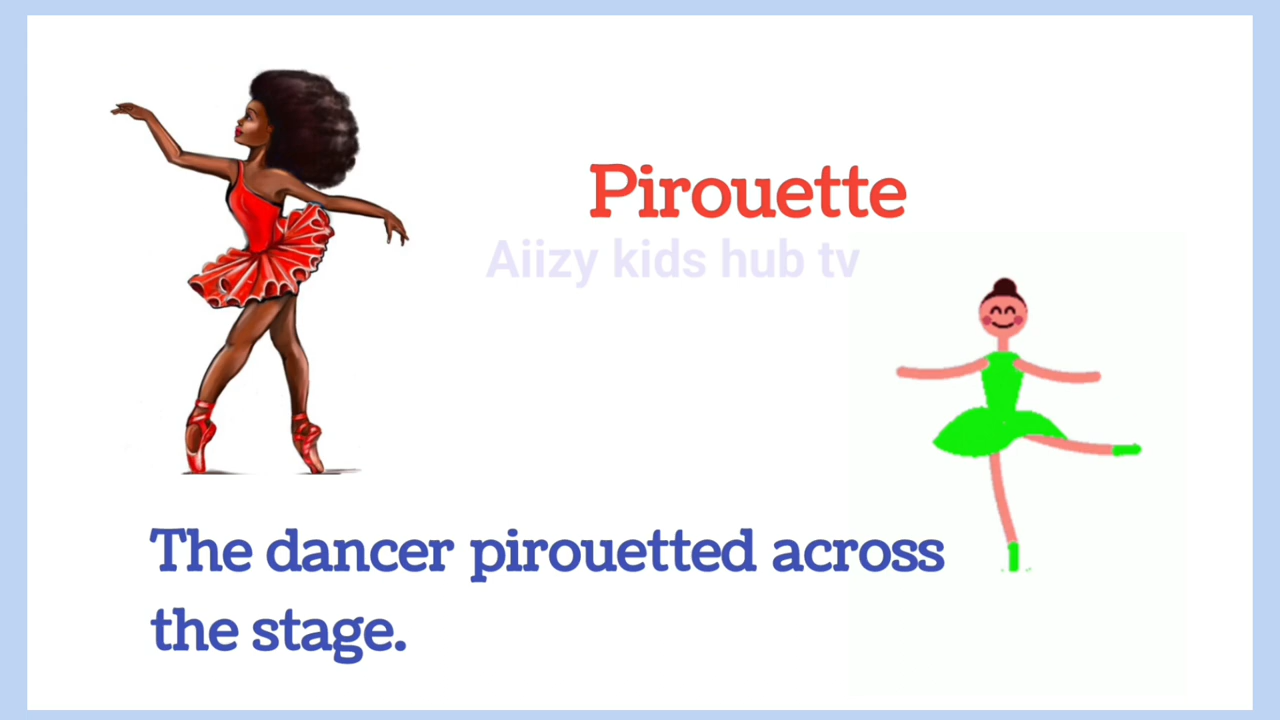 Pirouette
Aiizy kids hub tv
The dancer pirouetted across
the stage.